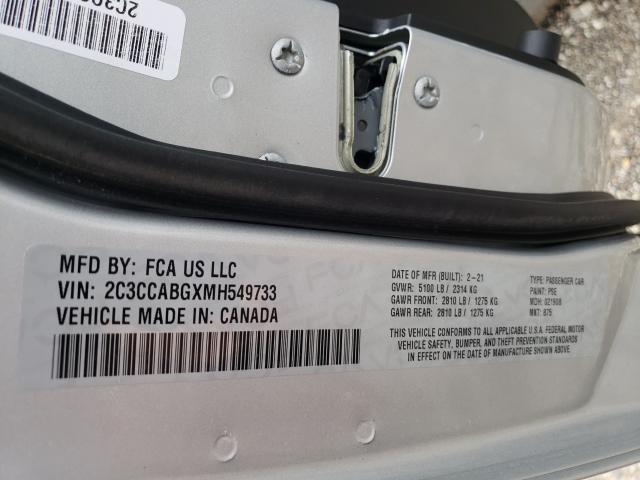 2C3C
MFD BY: FCA US LLC
VIN: 2C3CCABGXMH549733
VEHICLE MADE IN: CANADA
DATE OF MFR (BUILT): 2-21
GVWR: 5100 LB / 2314 KG
GAWR FRONT: 2810 LB / 1275 KG
GAWR REAR: 2810 LB / 1275 KG
TYPE: PASSENGER CAR
PAINT: PSE
MDH: 021908
MKT: 875
THIS VEHICLE CONFORMS TO ALL APPLICABLE U.S.A. FEDERAL MOTOR
VEHICLE SAFETY, BUMPER, AND THEFT PREVENTION STANDARDS
IN EFFECT ON THE DATE OF MANUFACTURE SHOWN ABOVE.